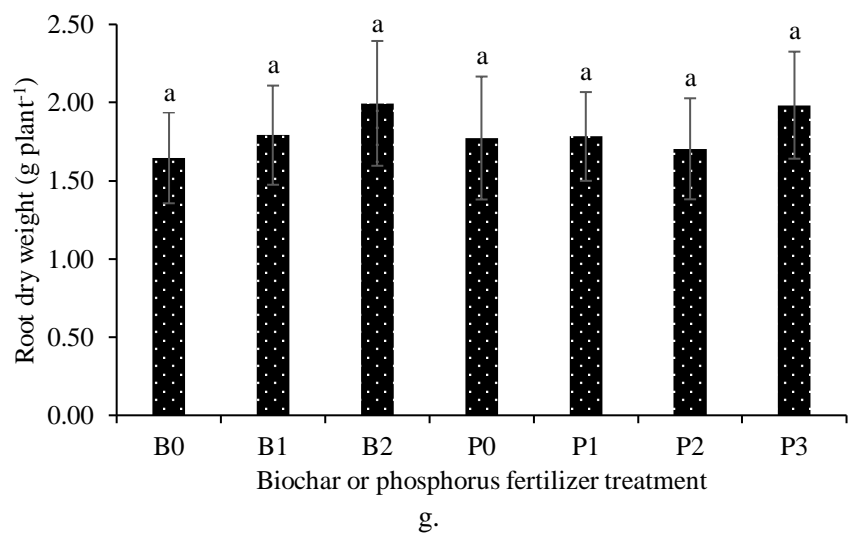 2.50
2.00
1.50
1.00
0.50
0.00
Root dry weight (g plant⁻¹)
a a a a a a a
B0 B1 B2 P0 P1 P2 P3
Biochar or phosphorus fertilizer treatment
g.